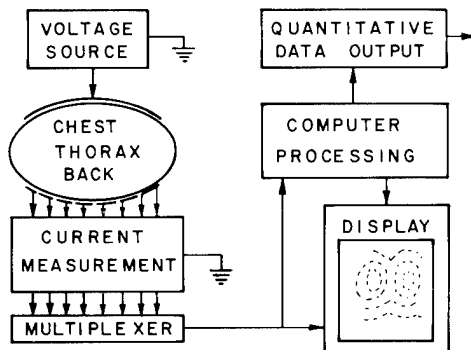 VOLTAGE
SOURCE
CHEST
THORAX
BACK
CURRENT
MEASUREMENT
MULTIPLEXER
QUANTITATIVE
DATA OUTPUT
COMPUTER
PROCESSING
DISPLAY